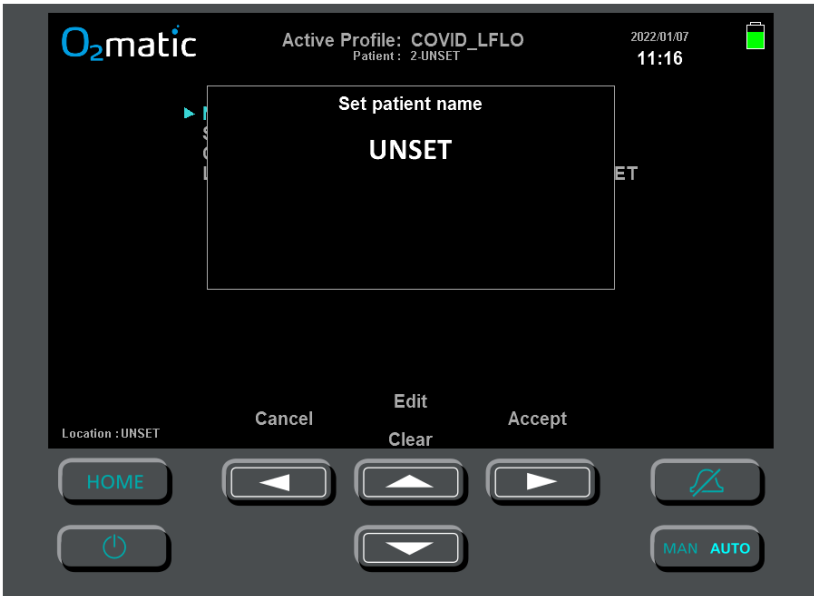 O2matic
Active Profile: COVID_LFLO
Patient : 2-UNSET
2022/01/07
11:16
Set patient name
UNSET
ET
Edit
Cancel
Accept
Clear
Location : UNSET
HOME
MAN AUTO